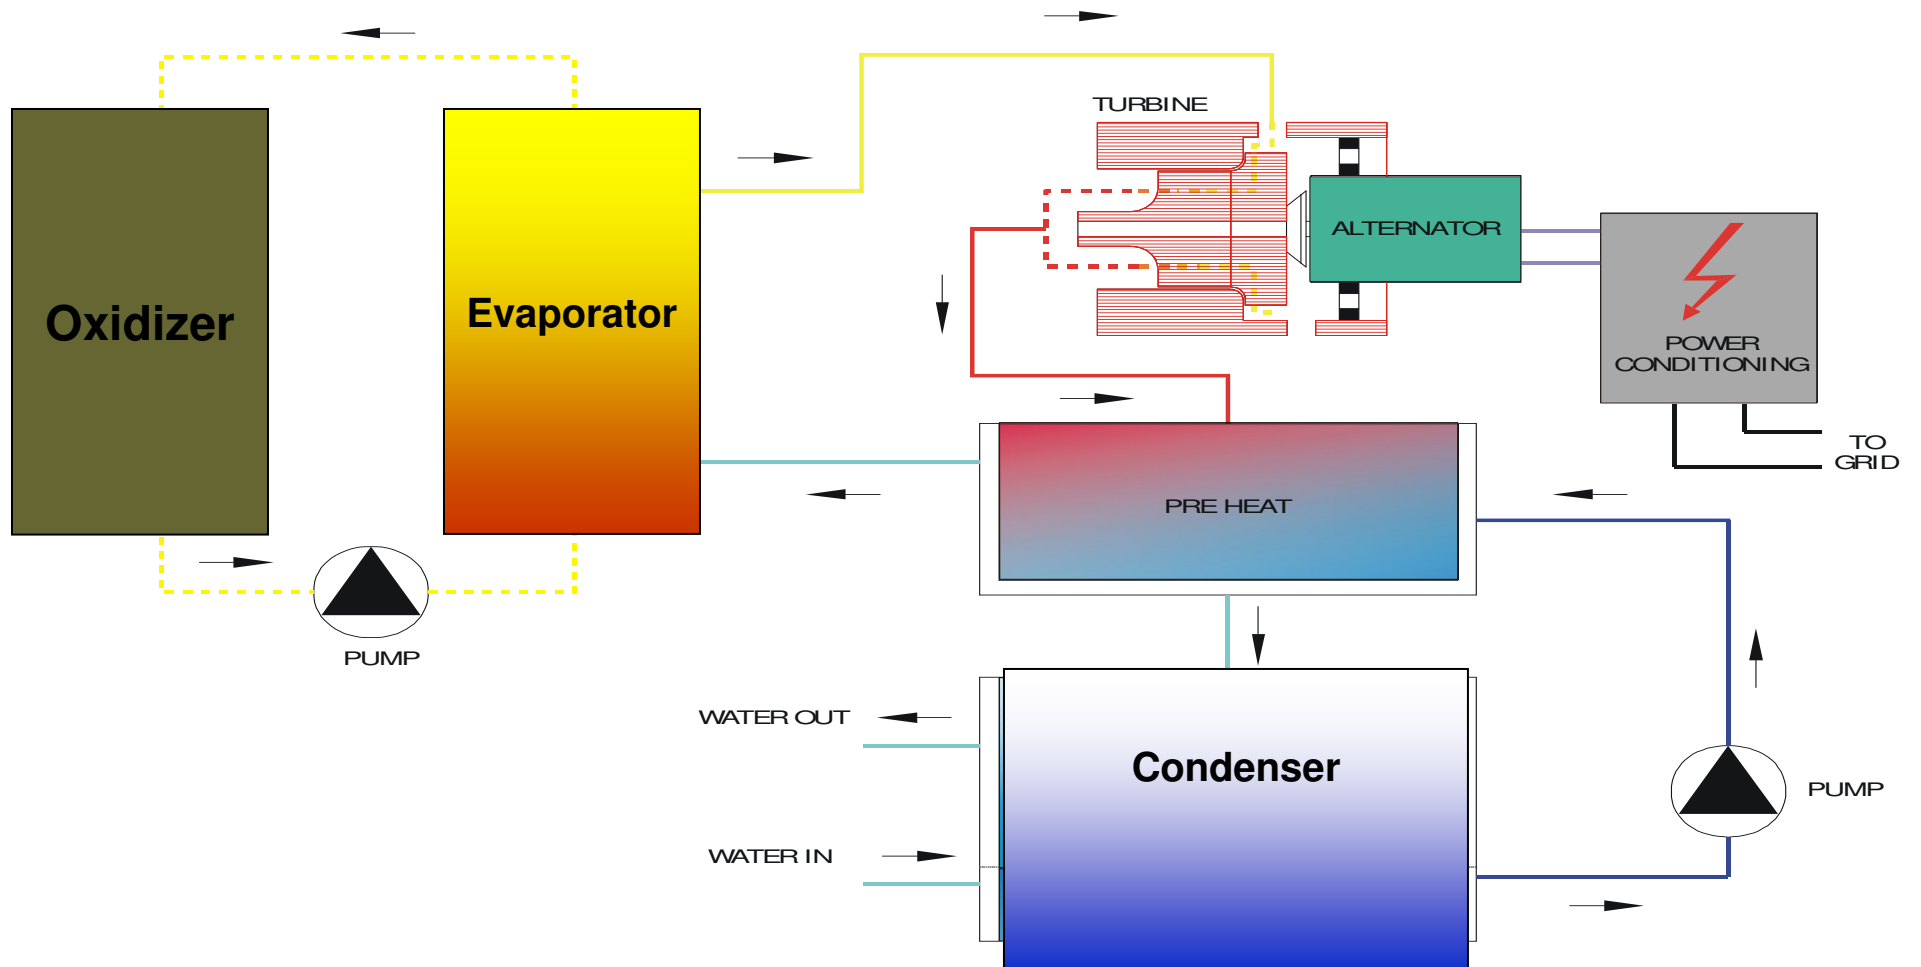 TURBINE
ALTERNATOR
Oxidizer
Evaporator
POWER
CONDITIONING
TO
GRID
PRE HEAT
PUMP
WATER OUT
Condenser
PUMP
WATER IN